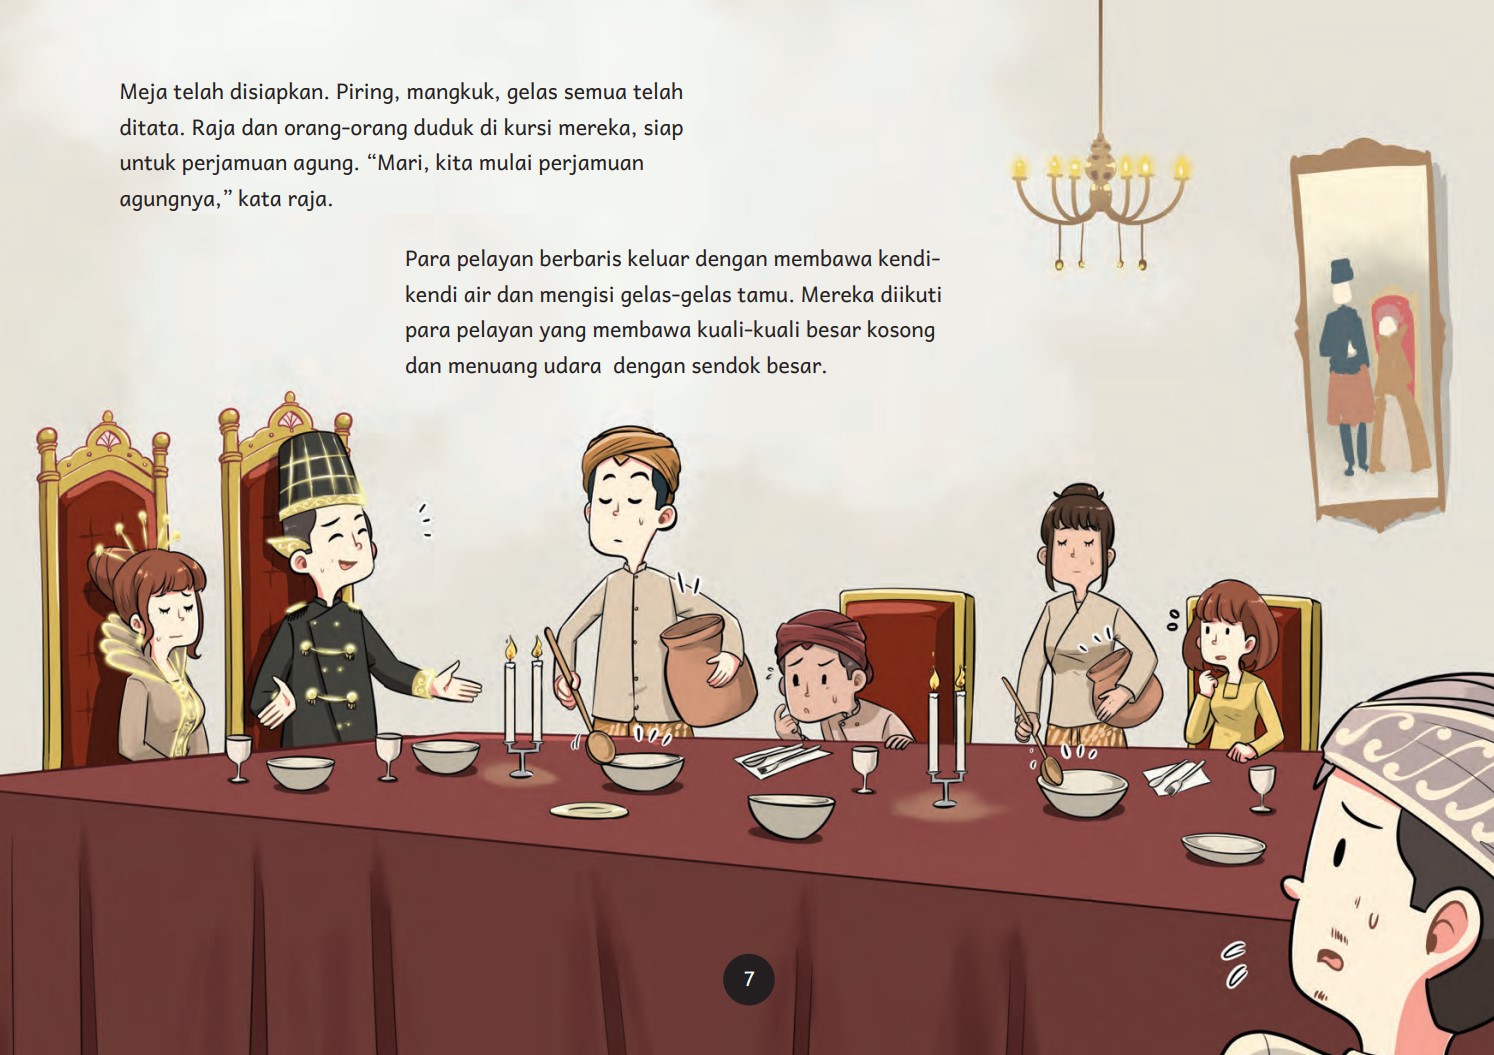 Meja telah disiapkan. Piring, mangkuk, gelas semua telah
ditata. Raja dan orang-orang duduk di kursi mereka, siap
untuk perjamuan agung. “Mari, kita mulai perjamuan
agungnya,” kata raja.
Para pelayan berbaris keluar dengan membawa kendi-
kendi air dan mengisi gelas-gelas tamu. Mereka diikuti
para pelayan yang membawa kuali-kuali besar kosong
dan menuang udara  dengan sendok besar.
7